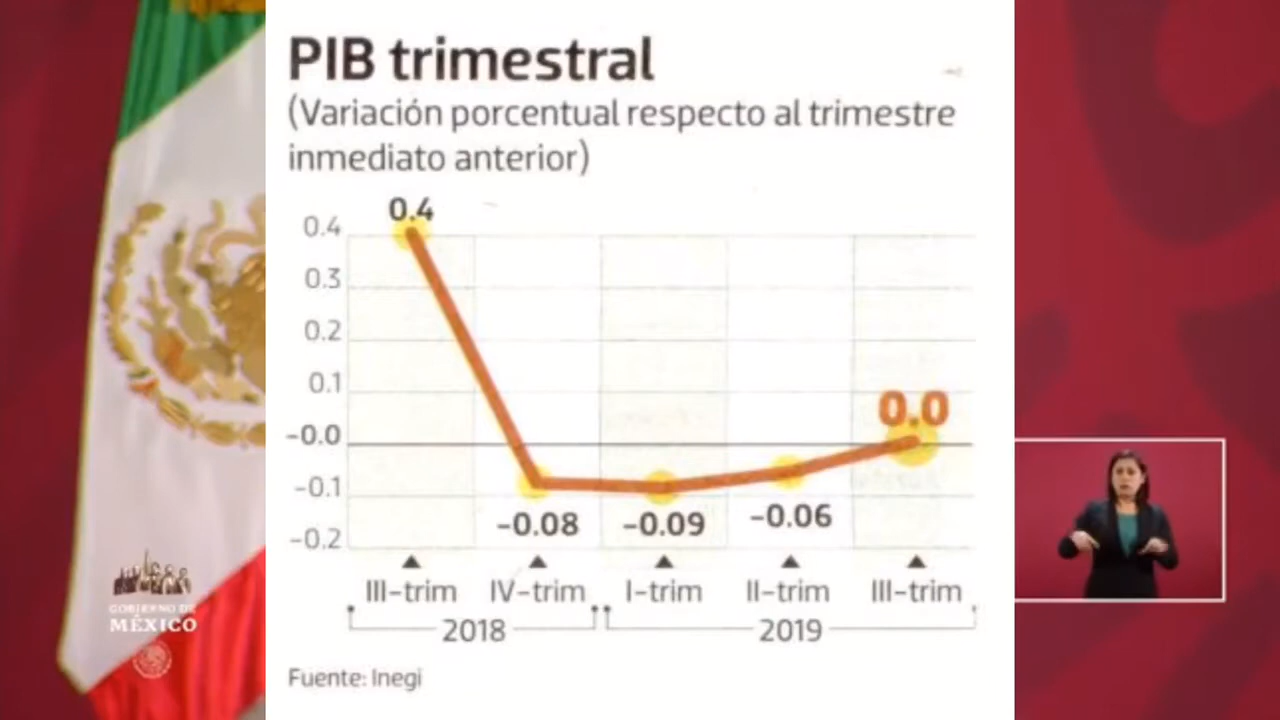 PIB trimestral
(Variación porcentual respecto al trimestre
inmediato anterior)
0.4
0.4
0.3
0.2
0.1
0.0
-0.0
-0.1
-0.08
-0.09
-0.06
-0.2
III-trim IV-trim I-trim II-trim III-trim
2018 2019
Fuente: Inegi
GOBIERNO DE
MÉXICO